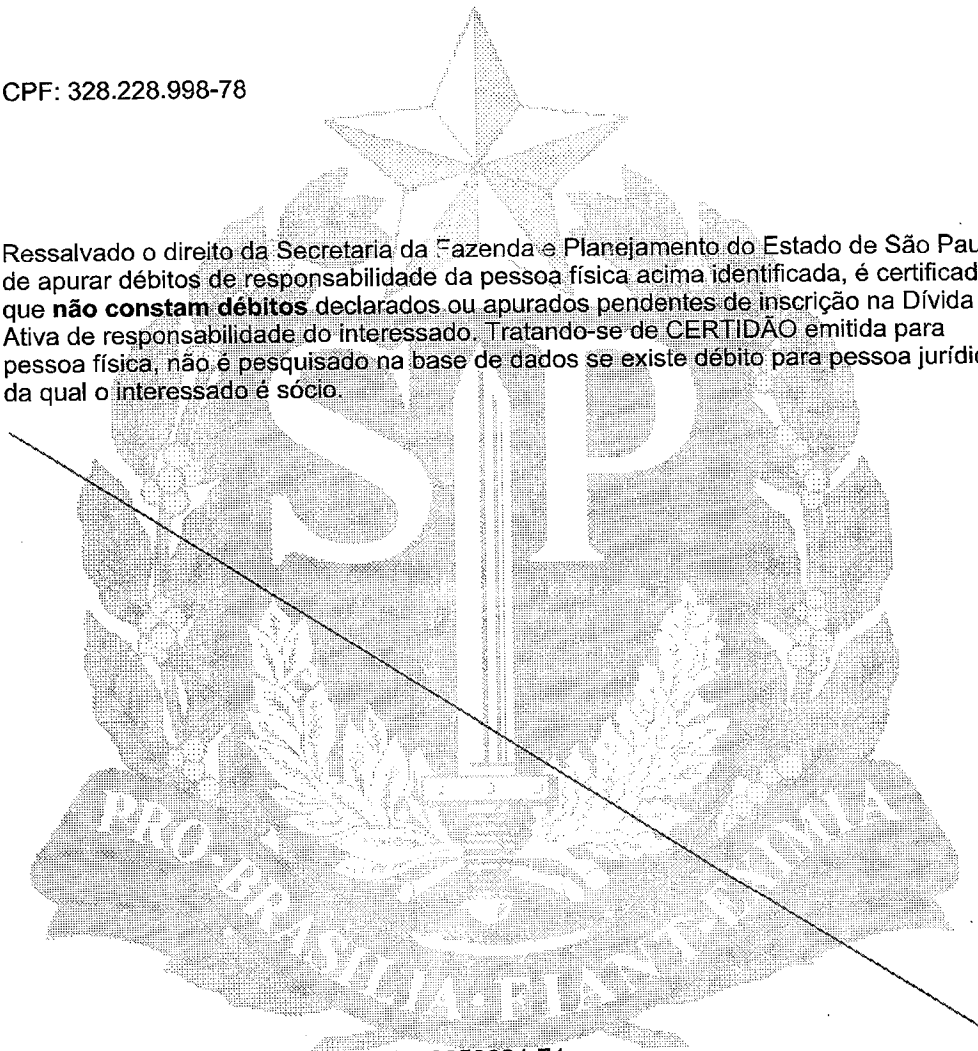 CPF: 328.228.998-78
Ressalvado o direito da Secretaria da Fazenda e Planejamento do Estado de São Pau
de apurar débitos de responsabilidade da pessoa física acima identificada, é certificad
que não constam débitos declarados ou apurados pendentes de inscrição na Dívida
Ativa de responsabilidade do interessado. Tratando-se de CERTIDÃO emitida para
pessoa física, não é pesquisado na base de dados se existe débito para pessoa jurídic
da qual o interessado é sócio.
SP
PRO·BRASILIA·FIANT·EXIMIA